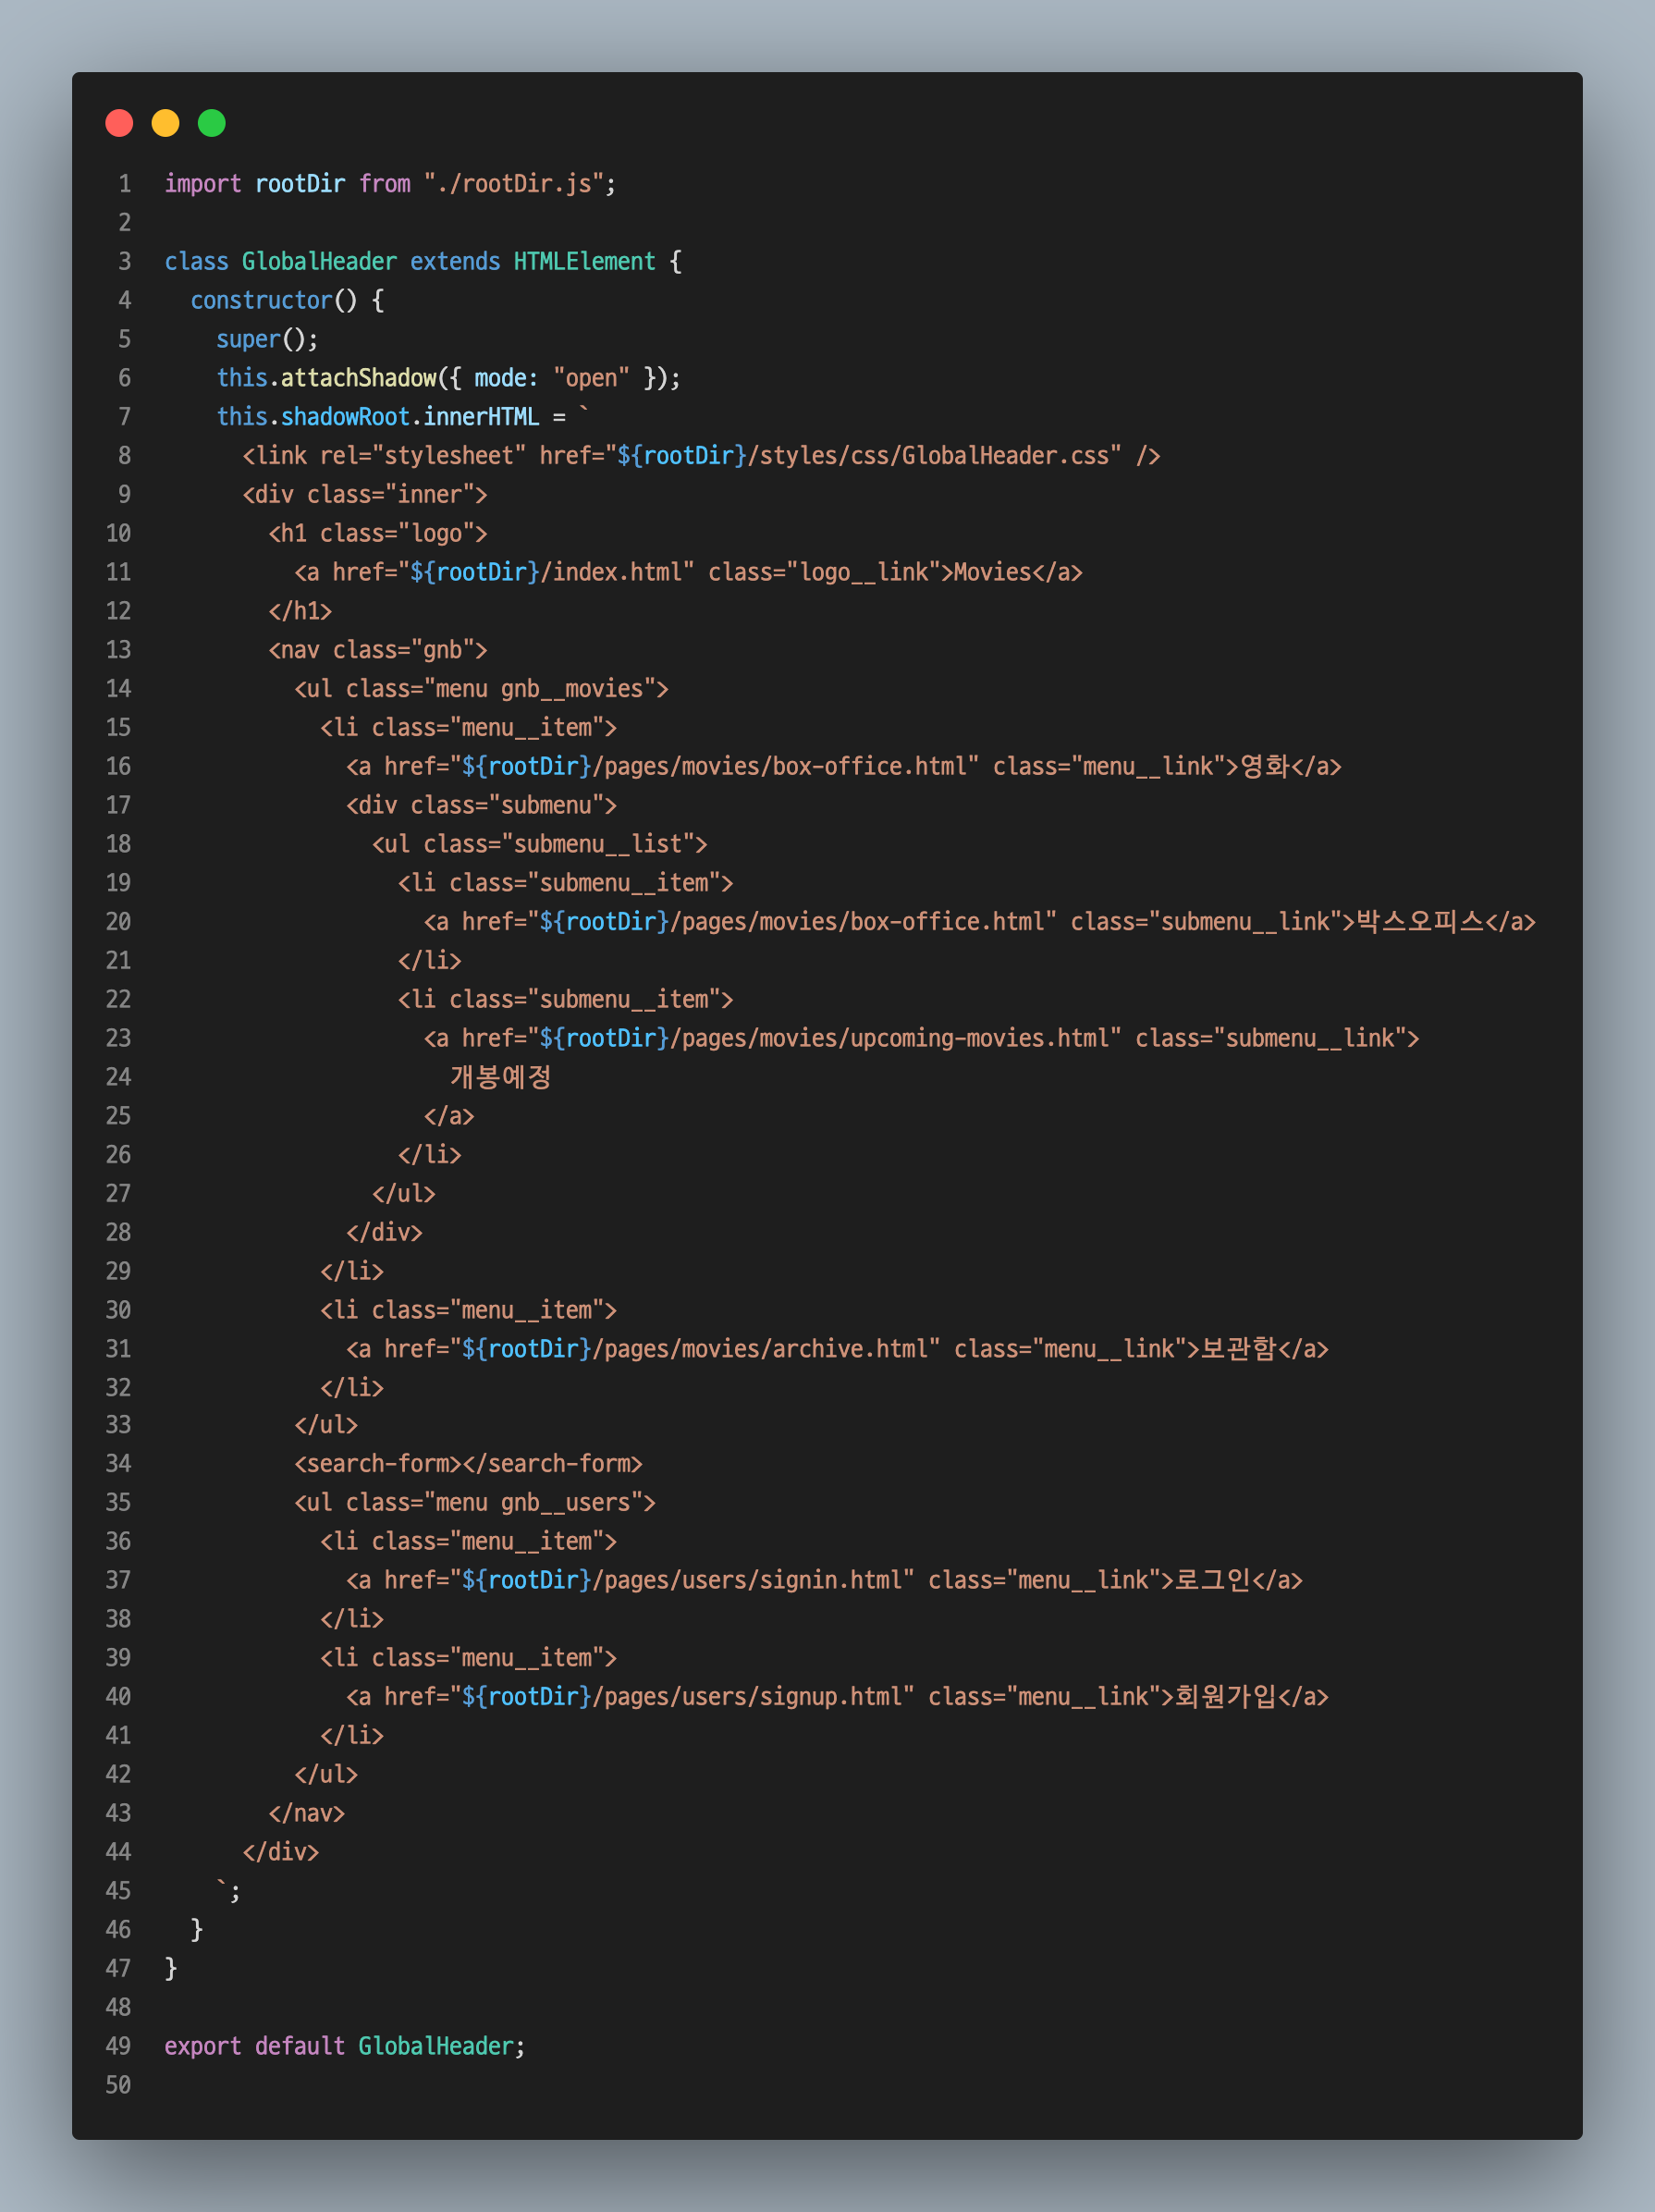 1 import rootDir from "./rootDir.js";
2
3 class GlobalHeader extends HTMLElement {
4   constructor() {
5     super();
6     this.attachShadow({ mode: "open" });
7     this.shadowRoot.innerHTML = `
8       <link rel="stylesheet" href="${rootDir}/styles/css/GlobalHeader.css" />
9       <div class="inner">
10         <h1 class="logo">
11           <a href="${rootDir}/index.html" class="logo__link">Movies</a>
12         </h1>
13         <nav class="gnb">
14           <ul class="menu gnb__movies">
15             <li class="menu__item">
16               <a href="${rootDir}/pages/movies/box-office.html" class="menu__link">영화</a>
17               <div class="submenu">
18                 <ul class="submenu__list">
19                   <li class="submenu__item">
20                     <a href="${rootDir}/pages/movies/box-office.html" class="submenu__link">박스오피스</a>
21                   </li>
22                   <li class="submenu__item">
23                     <a href="${rootDir}/pages/movies/upcoming-movies.html" class="submenu__link">
24                       개봉예정
25                     </a>
26                   </li>
27                 </ul>
28               </div>
29             </li>
30             <li class="menu__item">
31               <a href="${rootDir}/pages/movies/archive.html" class="menu__link">보관함</a>
32             </li>
33           </ul>
34           <search-form></search-form>
35           <ul class="menu gnb__users">
36             <li class="menu__item">
37               <a href="${rootDir}/pages/users/signin.html" class="menu__link">로그인</a>
38             </li>
39             <li class="menu__item">
40               <a href="${rootDir}/pages/users/signup.html" class="menu__link">회원가입</a>
41             </li>
42           </ul>
43         </nav>
44       </div>
45     `;
46   }
47 }
48
49 export default GlobalHeader;
50